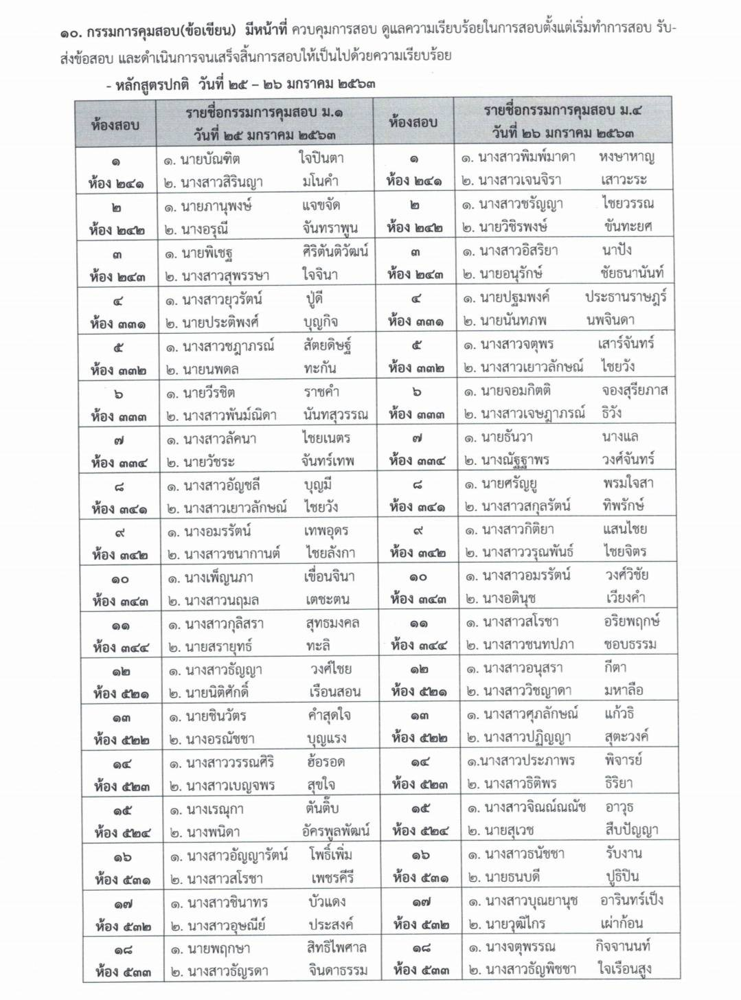 ๑๐. กรรมการคุมสอบ(ข้อเขียน) มีหน้าที่ ควบคุมการสอบ ดูแลความเรียบร้อยในการสอบตั้งแต่เริ่มทำการสอบ รับ-
ส่งข้อสอบ และดำเนินการจนเสร็จสิ้นการสอบให้เป็นไปด้วยความเรียบร้อย
- หลักสูตรปกติ วันที่ ๒๕ – ๒๖ มกราคม ๒๕๖๓
ห้องสอบ รายชื่อกรรมการคุมสอบ ม.๑ ห้องสอบ รายชื่อกรรมการคุมสอบ ม.๔
วันที่ ๒๕ มกราคม ๒๕๖๓ วันที่ ๒๖ มกราคม ๒๕๖๓
๑ ๑. นายบัณฑิต ใจปินตา ๑ ๑. นางสาวพิมพ์มาดา หงษาหาญ
ห้อง ๒๔๑ ๒. นางสาวสิรินญา มโนคำ ห้อง ๒๔๑ ๒. นางสาวเจนจิรา เสาวะระ
๒ ๑. นายภานุพงษ์ แจขจัด ๒ ๑. นางสาวชรัญญา ไชยวรรณ
ห้อง ๒๔๒ ๒. นางอรุณี จันทราพูน ห้อง ๒๔๒ ๒. นายวิชิรพงษ์ ขันทะยศ
๓ ๑. นายพิเชฐ ศิริตันติวัฒน์ ๓ ๑. นางสาวอิสริยา นาปัง
ห้อง ๒๔๓ ๒. นางสาวสุพรรษา ใจจินา ห้อง ๒๔๓ ๒. นายอนุรักษ์ ชัยธนานันท์
๔ ๑. นางสาวยุวรัตน์ ปู่ดี ๔ ๑. นายปฐมพงค์ ประธานราษฎร์
ห้อง ๓๓๑ ๒. นายประติพงศ์ บุญกิจ ห้อง ๓๓๑ ๒. นายนันทภพ นพจินดา
๕ ๑. นางสาวชฎาภรณ์ สัตยดิษฐ์ ๕ ๑. นางสาวจตุพร เสาร์จันทร์
ห้อง ๓๓๒ ๒. นายนพดล ทะกัน ห้อง ๓๓๒ ๒. นางสาวเยาวลักษณ์ ไชยวัง
๖ ๑. นายวีรชิต ราชคำ ๖ ๑. นายจอมกิตติ จองสุรียภาส
ห้อง ๓๓๓ ๒. นางสาวพันม์ณิดา นันทสุวรรณ ห้อง ๓๓๓ ๒. นางสาวเจษฎาภรณ์ ธิวัง
๗ ๑. นางสาวลัคนา ไชยเนตร ๗ ๑. นายธันวา นางแล
ห้อง ๓๓๔ ๒. นายวัชระ จันทร์เทพ ห้อง ๓๓๔ ๒. นางณัฐฐาพร วงศ์จันทร์
๘ ๑. นางสาวอัญชลี บุญมี ๘ ๑. นายศรัญยู พรมใจสา
ห้อง ๓๔๑ ๒. นางสาวเยาวลักษณ์ ไชยวัง ห้อง ๓๔๑ ๒. นางสาวสกุลรัตน์ ทิพรักษ์
๙ ๑. นางอมรรัตน์ เทพอุดร ๙ ๑. นางสาวกิติยา แสนไชย
ห้อง ๓๔๒ ๒. นางสาวชนากานต์ ไชยลังกา ห้อง ๓๔๒ ๒. นางสาววรุณพันธ์ ไชยจิตร
๑๐ ๑. นางเพ็ญนภา เขื่อนจินา ๑๐ ๑. นางสาวอมรรัตน์ วงศ์วิชัย
ห้อง ๓๔๓ ๒. นางสาวนฤมล เตชะตน ห้อง ๓๔๓ ๒. นางอตินุช เวียงคำ
๑๑ ๑. นางสาวกุลิสรา สุทธมงคล ๑๑ ๑. นางสาวสโรชา อริยพฤกษ์
ห้อง ๓๔๔ ๒. นายสรายุทธ์ ทะลิ ห้อง ๓๔๔ ๒. นางสาวชนทปภา ชอบธรรม
๑๒ ๑. นางสาวธัญญา วงศ์ไชย ๑๒ ๑. นางสาวอนุสรา กีตา
ห้อง ๕๒๑ ๒. นายนิติศักดิ์ เรือนสอน ห้อง ๕๒๑ ๒. นางสาววิชญาดา มหาลือ
๑๓ ๑. นายชินวัตร คำสุดใจ ๑๓ ๑. นางสาวศุภลักษณ์ แก้วธิ
ห้อง ๕๒๒ ๒. นางอรณัชชา บุญแรง ห้อง ๕๒๒ ๒. นางสาวปฏิญญา สุตะวงค์
๑๔ ๑. นางสาววรรณศิริ ฮ้อรอด ๑๔ ๑.นางสาวประภาพร พิจารย์
ห้อง ๕๒๓ ๒. นางสาวเบญจพร สุขใจ ห้อง ๕๒๓ ๒. นางสาวธิติพร ธิริยา
๑๕ ๑. นางเรณุกา ตันติ๊บ ๑๕ ๑. นางสาวจิณณ์ณณัช อาวุธ
ห้อง ๕๒๔ ๒. นางพนิดา อัครพูลพัฒน์ ห้อง ๕๒๔ ๒. นายสุเวช สืบปัญญา
๑๖ ๑. นางสาวอัญญารัตน์ โพธิ์เพิ่ม ๑๖ ๑. นางสาวธนัชชา รับงาน
ห้อง ๕๓๑ ๒. นางสาวสโรชา เพชรคีรี ห้อง ๕๓๑ ๒. นายธนบดี ปูธิปิน
๑๗ ๑. นางสาวชินาทร บัวแดง ๑๗ ๑. นางสาวบุณยานุช อารินทร์เป็ง
ห้อง ๕๓๒ ๒. นางสาวอุษณีย์ ประสงค์ ห้อง ๕๓๒ ๒. นายวุฒิไกร เผ่าก้อน
๑๘ ๑. นายพฤกษา สิทธิไพศาล ๑๘ ๑. นางจตุพรรณ กิจจานนท์
ห้อง ๕๓๓ ๒. นางสาวธัญรดา จินดาธรรม ห้อง ๕๓๓ ๒. นางสาวธัญพิชชา ใจเรือนสูง